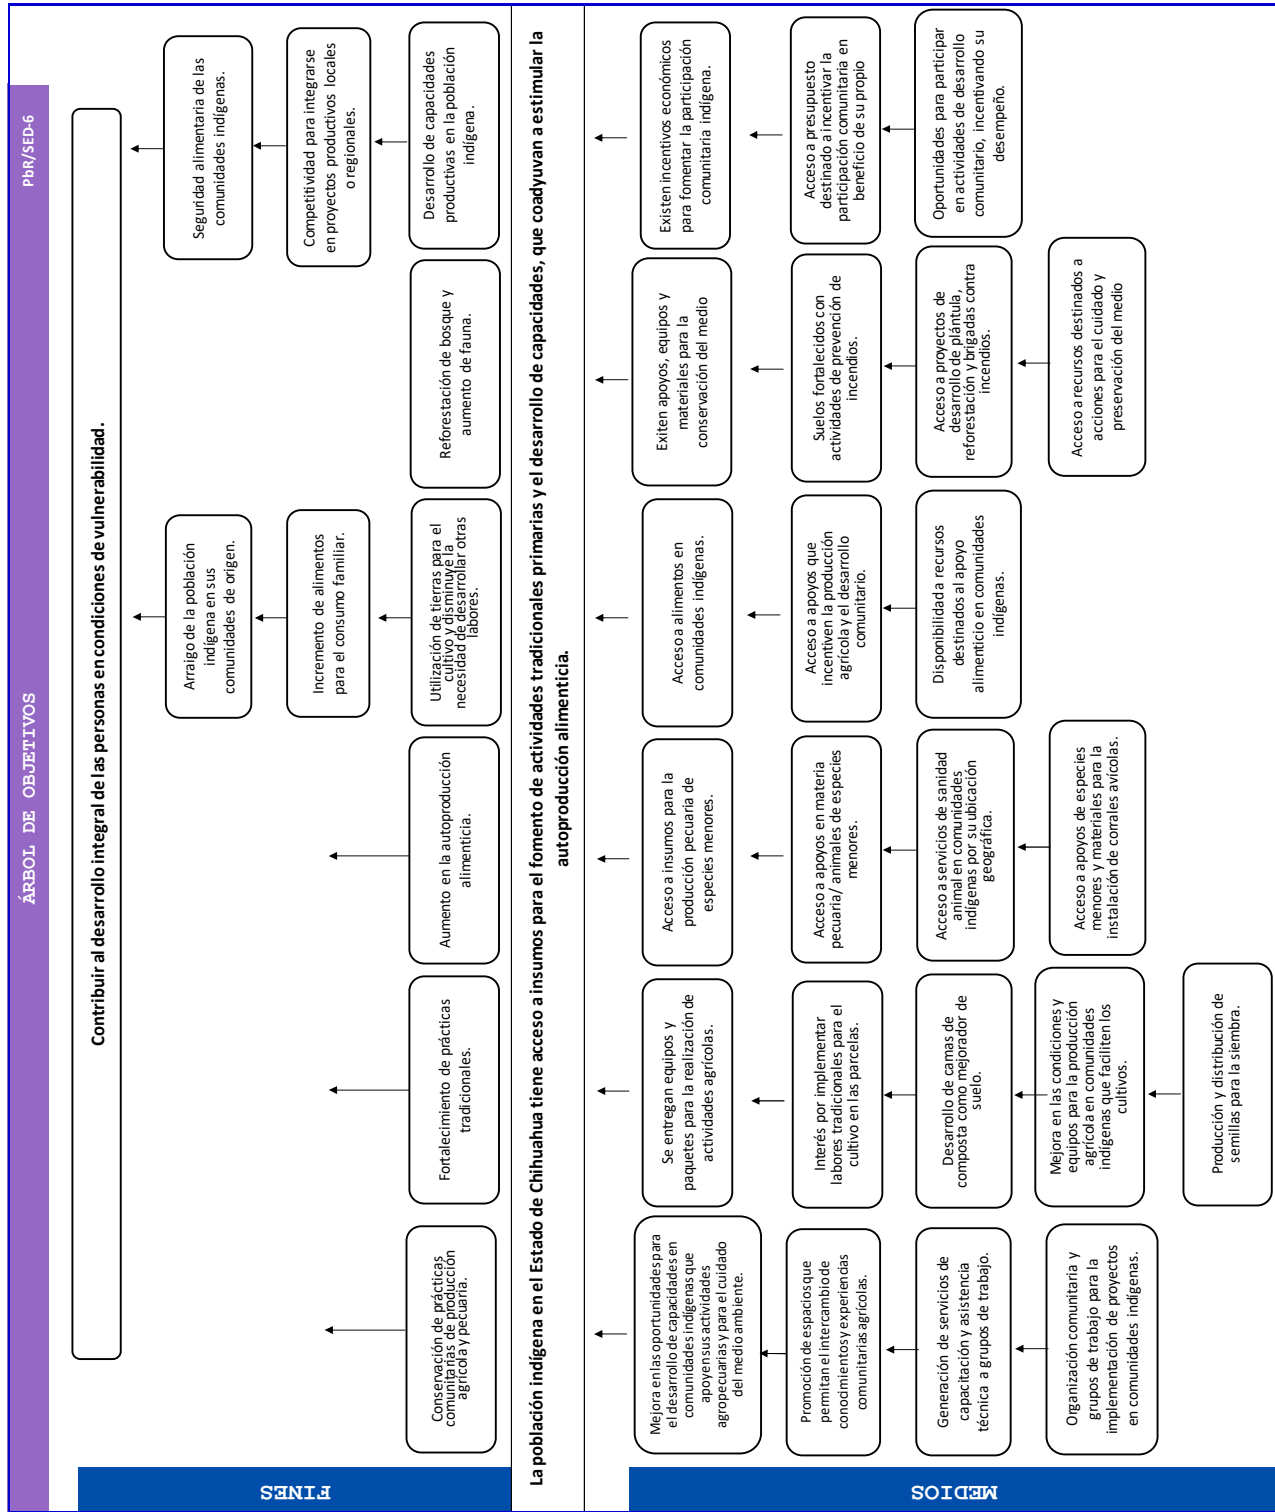 ÁRBOL DE OBJETIVOS
PbR/SED-6
FINES
Contribuir al desarrollo integral de las personas en condiciones de vulnerabilidad.
Arraigo de la población
indígena en sus
comunidades de origen.
Seguridad alimentaria de las
comunidades indígenas.
Incremento de alimentos
para el consumo familiar.
Competitividad para integrarse
en proyectos productivos locales
o regionales.
Conservación de prácticas
comunitarias de producción
agrícola y pecuaria.
Fortalecimiento de prácticas
tradicionales.
Aumento en la autoproducción
alimenticia.
Utilización de tierras para el
cultivo y disminuye la
necesidad de desarrollar otras
labores.
Reforestación de bosque y
aumento de fauna.
Desarrollo de capacidades
productivas en la población
indígena.
La población indígena en el Estado de Chihuahua tiene acceso a insumos para el fomento de actividades tradicionales primarias y el desarrollo de capacidades, que coadyuvan a estimular la
autoproducción alimenticia.
MEDIOS
Mejora en las oportunidades para
el desarrollo de capacidades en
comunidades indígenas que
apoyen sus actividades
agropecuarias y para el cuidado
del medio ambiente.
Se entregan equipos y
paquetes para la realización de
actividades agrícolas.
Acceso a insumos para la
producción pecuaria de
especies menores.
Acceso a alimentos en
comunidades indígenas.
Exiten apoyos, equipos y
materiales para la
conservación del medio
Existen incentivos económicos
para fomentar la participación
comunitaria indígena.
Promoción de espacios que
permitan el intercambio de
conocimientos y experiencias
comunitarias agrícolas.
Interés por implementar
labores tradicionales para el
cultivo en las parcelas.
Acceso a apoyos en materia
pecuaria/ animales de especies
menores.
Acceso a apoyos que
incentiven la producción
agrícola y el desarrollo
comunitario.
Suelos fortalecidos con
actividades de prevención de
incendios.
Acceso a presupuesto
destinado a incentivar la
participación comunitaria en
beneficio de su propio
Generación de servicios de
capacitación y asistencia
técnica a grupos de trabajo.
Desarrollo de camas de
composta como mejorador de
suelo.
Acceso a servicios de sanidad
animal en comunidades
indígenas por su ubicación
geográfica.
Disponibilidad a recursos
destinados al apoyo
alimenticio en comunidades
indígenas.
Acceso a proyectos de
desarrollo de plántula,
reforestación y brigadas contra
incendios.
Oportunidades para participar
en actividades de desarrollo
comunitario, incentivando su
desempeño.
Organización comunitaria y
grupos de trabajo para la
implementación de proyectos
en comunidades indígenas.
Mejora en las condiciones y
equipos para la producción
agrícola en comunidades
indígenas que faciliten los
cultivos.
Acceso a apoyos de especies
menores y materiales para la
instalación de corrales avícolas.
Acceso a recursos destinados a
acciones para el cuidado y
preservación del medio
Producción y distribución de
semillas para la siembra.